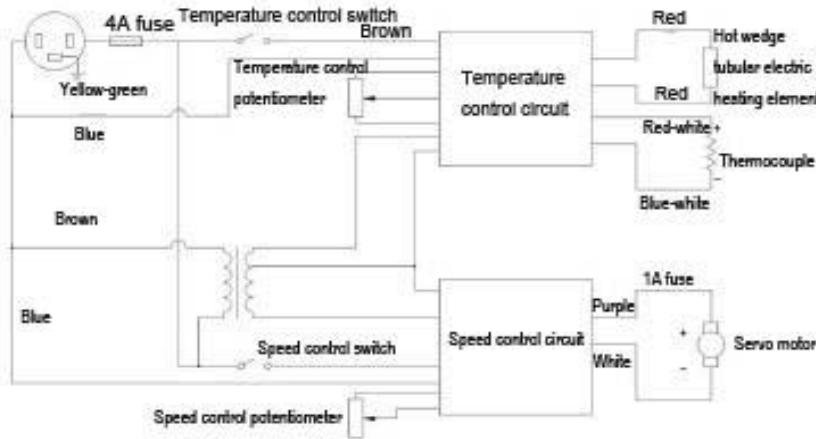 Temperature control switch
4A fuse
Brown
Red
Hot wedge
tubular electric
heating element
Yellow-green
Temperature control
potentiometer
Temperature
control circuit
Red
Blue
Red-white +
Thermocouple
−
Blue-white
Brown
1A fuse
Blue
Purple
Speed control switch
Speed control circuit
+
Servo motor
White
−
Speed control potentiometer